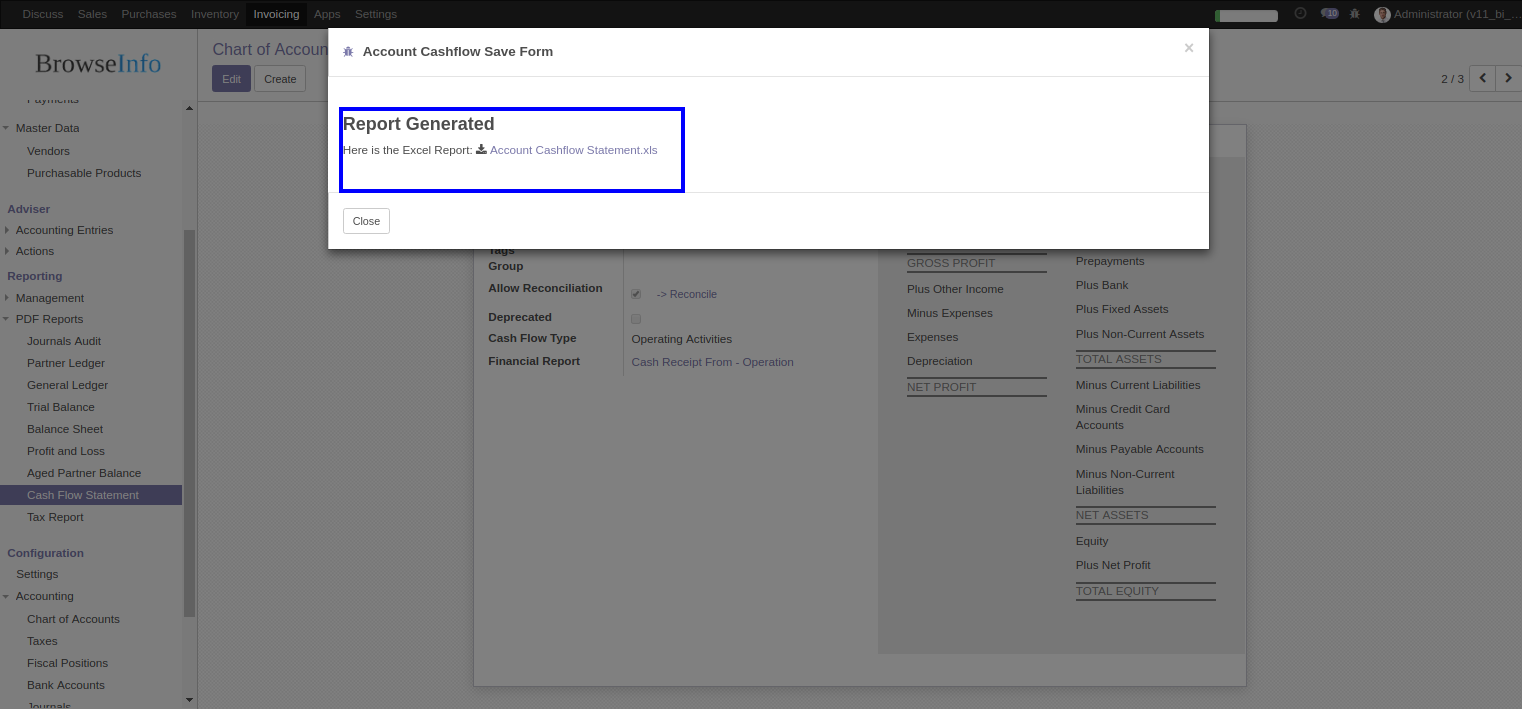 Discuss Sales Purchases Inventory Invoicing Apps Settings
10 Administrator (v11_bi_...
BrowseInfo
Chart of Accoun
Edit Create
2 / 3
Payments
Master Data
Vendors
Purchasable Products
Adviser
Accounting Entries
Actions
Reporting
Management
PDF Reports
Journals Audit
Partner Ledger
General Ledger
Trial Balance
Balance Sheet
Profit and Loss
Aged Partner Balance
Cash Flow Statement
Tax Report
Configuration
Settings
Accounting
Chart of Accounts
Taxes
Fiscal Positions
Bank Accounts
Journals
Account Cashflow Save Form
×
Report Generated
Here is the Excel Report: Account Cashflow Statement.xls
Close
Tags
Group
Allow Reconciliation -> Reconcile
Deprecated
Cash Flow Type Operating Activities
Financial Report Cash Receipt From - Operation
GROSS PROFIT
Plus Other Income
Minus Expenses
Expenses
Depreciation
NET PROFIT
Prepayments
Plus Bank
Plus Fixed Assets
Plus Non-Current Assets
TOTAL ASSETS
Minus Current Liabilities
Minus Credit Card
Accounts
Minus Payable Accounts
Minus Non-Current
Liabilities
NET ASSETS
Equity
Plus Net Profit
TOTAL EQUITY